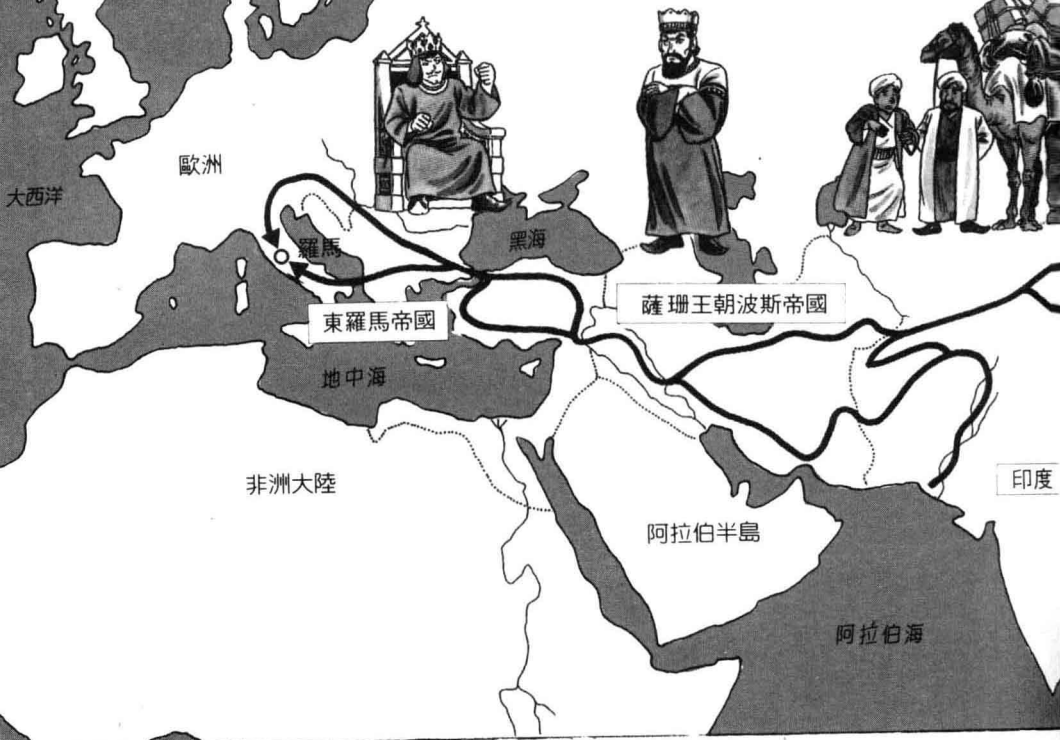 歐洲
大西洋
羅馬
黑海
東羅馬帝國
薩珊王朝波斯帝國
地中海
非洲大陸
印度
阿拉伯半島
阿拉伯海